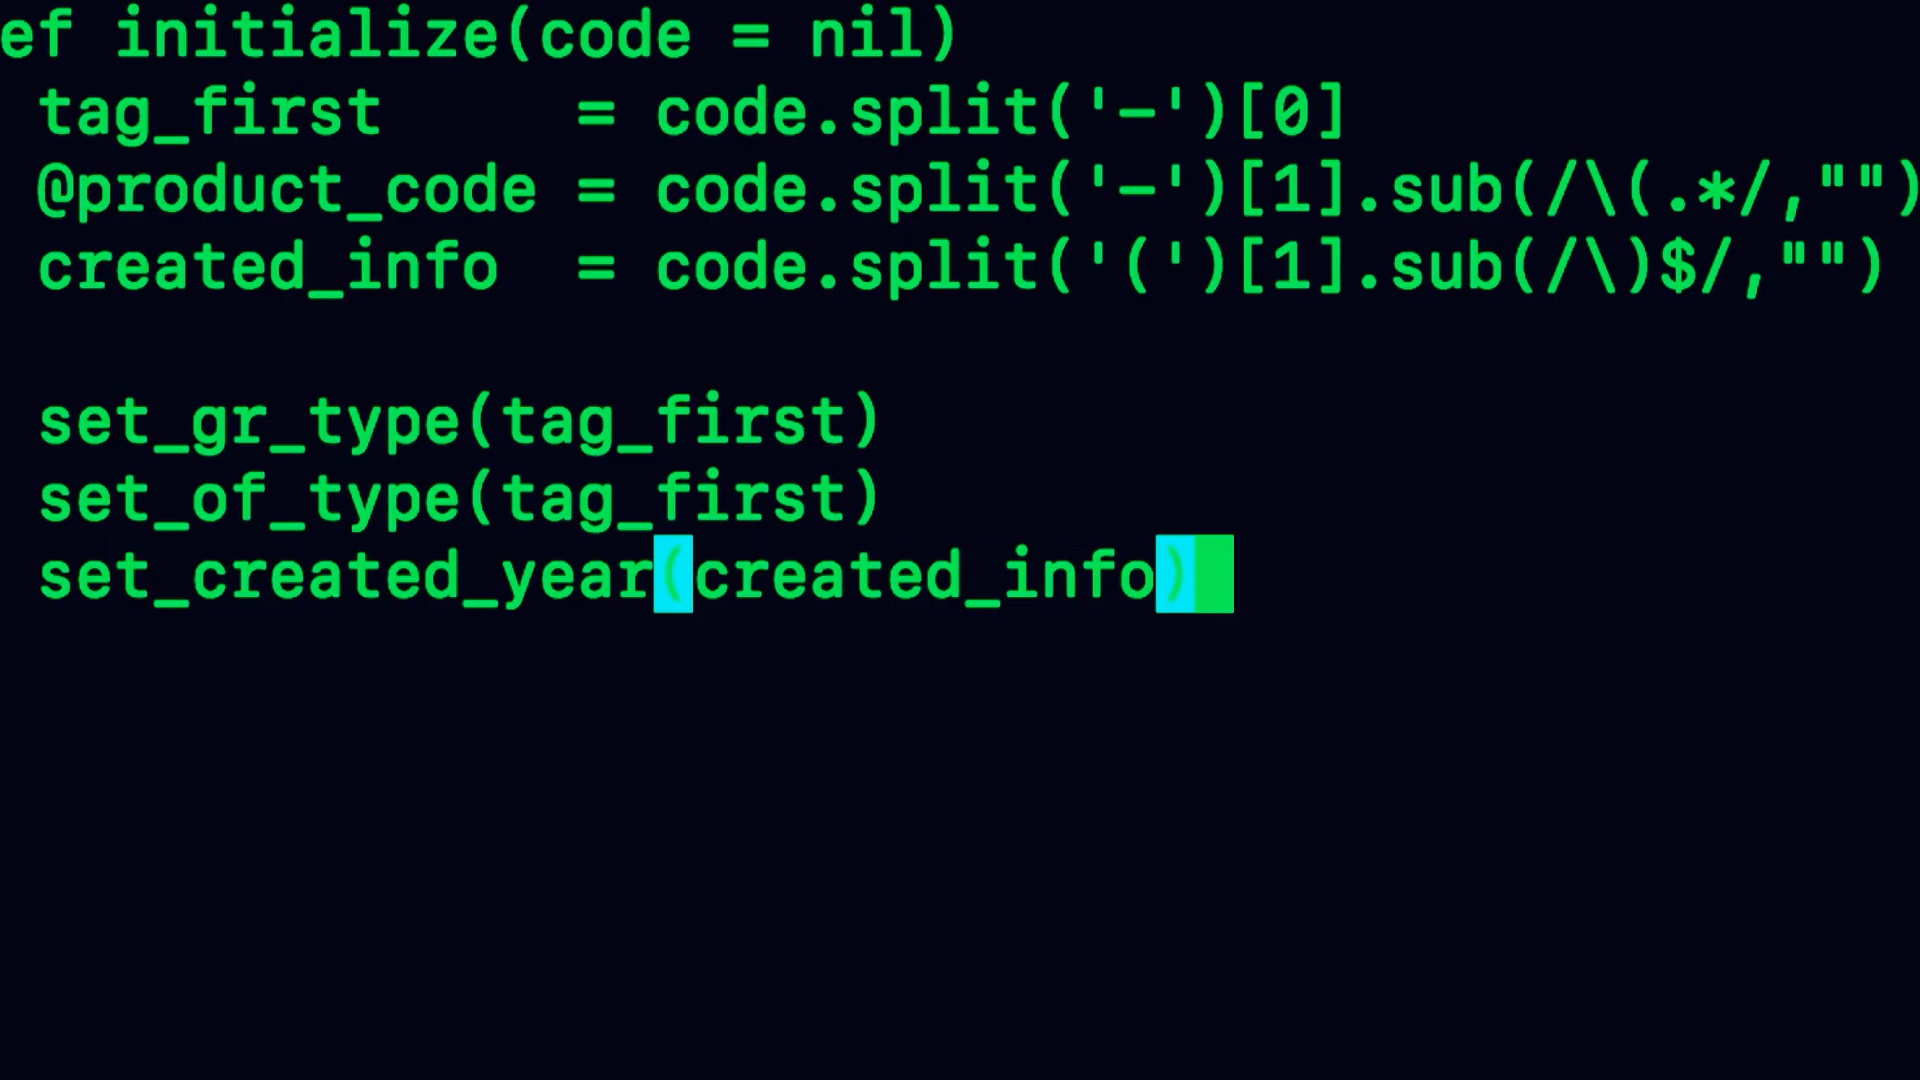 ef initialize(code = nil)
tag_first = code.split('-')[0]
@product_code = code.split('-')[1].sub(/\(.*/,"")
created_info = code.split('(')[1].sub(/\)$/,"")
set_gr_type(tag_first)
set_of_type(tag_first)
set_created_year(created_info)